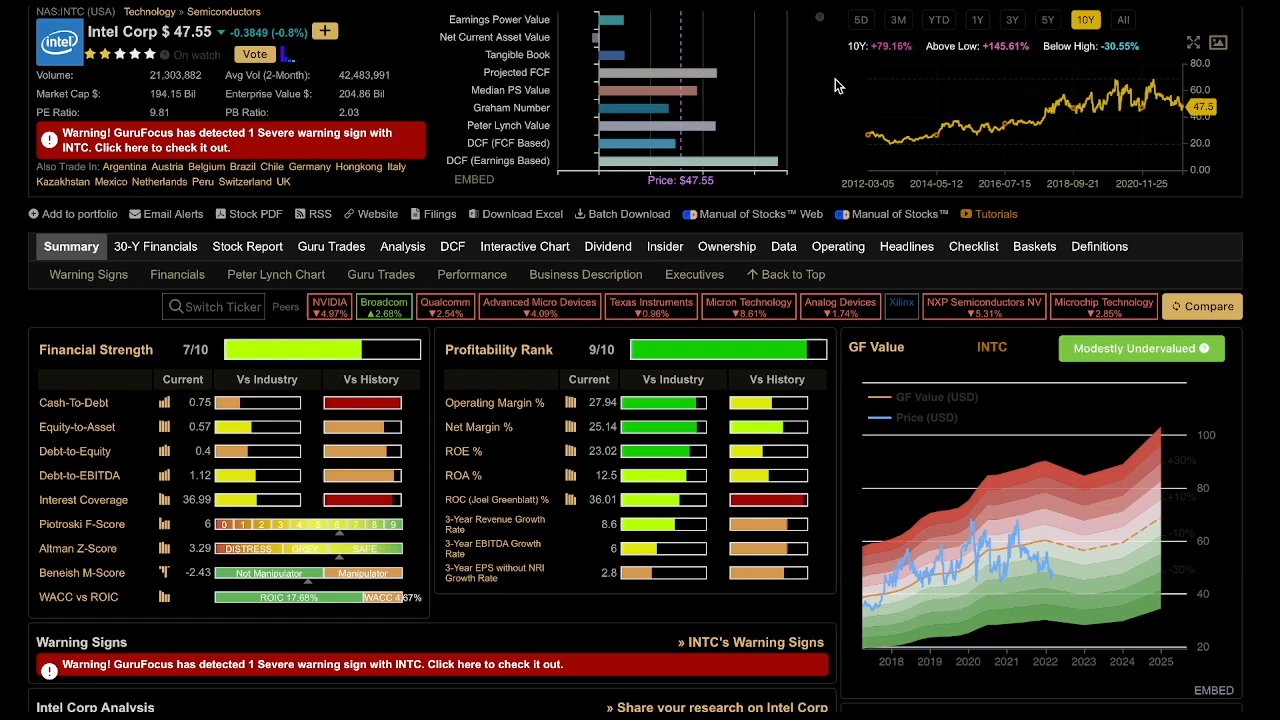 NAS:INTC (USA) Technology » Semiconductors
intel
Intel Corp $ 47.55 -0.3849 (-0.8%) +
On watch Vote
Volume: 21,303,882 Avg Vol (2-Month): 42,483,991
Market Cap $: 194.15 Bil Enterprise Value $: 204.86 Bil
PE Ratio: 9.81 PB Ratio: 2.03
Warning! GuruFocus has detected 1 Severe warning sign with
INTC. Click here to check it out.
Also Trade In: Argentina Austria Belgium Brazil Chile Germany Hongkong Italy
Kazakhstan Mexico Netherlands Peru Switzerland UK
Earnings Power Value
Net Current Asset Value
Tangible Book
Projected FCF
Median PS Value
Graham Number
Peter Lynch Value
DCF (FCF Based)
DCF (Earnings Based)
EMBED
Price: $47.55
5D 3M YTD 1Y 3Y 5Y 10Y All
10Y: +79.16% Above Low: +145.61% Below High: -30.55%
80.0
60.0
47.5
40.0
20.0
0.00
2012-03-05 2014-05-12 2016-07-15 2018-09-21 2020-11-25
Add to portfolio Email Alerts Stock PDF RSS Website Filings Download Excel Batch Download Manual of Stocks™ Web Manual of Stocks™ Tutorials
Summary 30-Y Financials Stock Report Guru Trades Analysis DCF Interactive Chart Dividend Insider Ownership Data Operating Headlines Checklist Baskets Definitions
Warning Signs Financials Peter Lynch Chart Guru Trades Performance Business Description Executives Back to Top
Switch Ticker Peers NVIDIA Broadcom Qualcomm Advanced Micro Devices Texas Instruments Micron Technology Analog Devices Xilinx NXP Semiconductors NV Microchip Technology Compare
▼4.97% ▲2.68% ▼2.54% ▼4.09% ▼0.96% ▼8.61% ▼1.74% ▼5.31% ▼2.85%
Financial Strength 7/10
Current Vs Industry Vs History
Cash-To-Debt 0.75
Equity-to-Asset 0.57
Debt-to-Equity 0.4
Debt-to-EBITDA 1.12
Interest Coverage 36.99
Piotroski F-Score 6 0 1 2 3 4 5 6 7 8 9
Altman Z-Score 3.29 DISTRESS GREY SAFE
Beneish M-Score -2.43 Not Manipulator Manipulator
WACC vs ROIC ROIC 17.68% WACC 4.67%
Profitability Rank 9/10
Current Vs Industry Vs History
Operating Margin % 27.94
Net Margin % 25.14
ROE % 23.02
ROA % 12.5
ROC (Joel Greenblatt) % 36.01
3-Year Revenue Growth
Rate 8.6
3-Year EBITDA Growth
Rate 6
3-Year EPS without NRI
Growth Rate 2.8
GF Value INTC Modestly Undervalued
GF Value (USD)
Price (USD)
100
+30%
80
+10%
-10%
60
-30%
40
20
2018 2019 2020 2021 2022 2023 2024 2025
EMBED
Warning Signs » INTC's Warning Signs
Warning! GuruFocus has detected 1 Severe warning sign with INTC. Click here to check it out.
Intel Corp Analysis » Share your research on Intel Corp